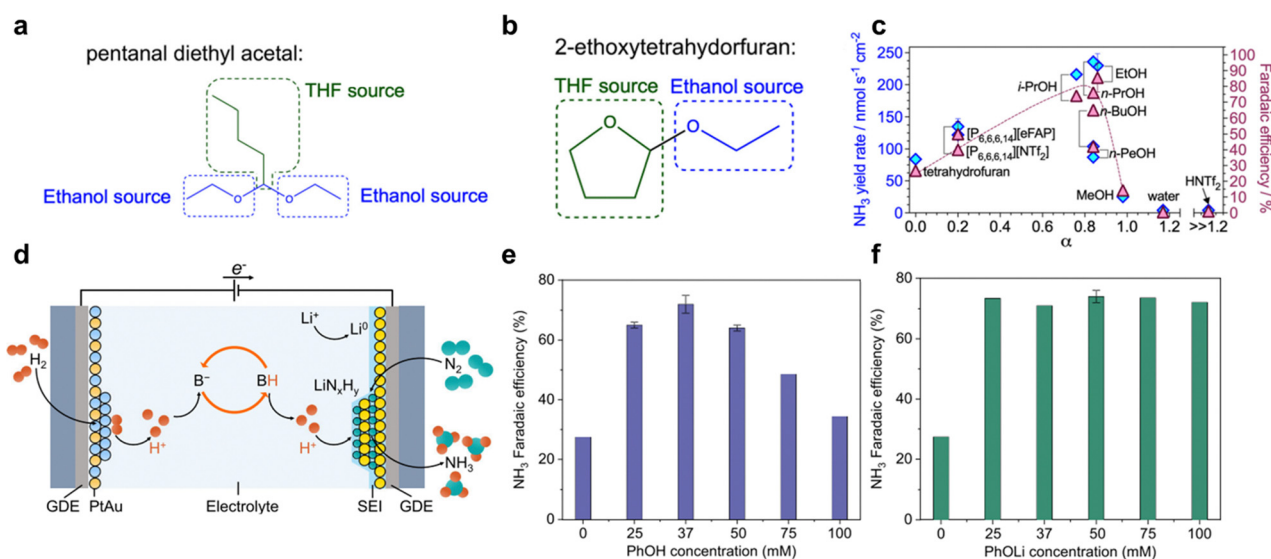 a
pentanal diethyl acetal:
THF source
O
O
Ethanol source
Ethanol source
b
2-ethoxytetrahydorfuran:
THF source
Ethanol source
O
O
c
NH3 yield rate / nmol s-1 cm-2
250
200
150
100
50
0
i-PrOH
EtOH
n-PrOH
n-BuOH
[P6,6,6,14][eFAP]
[P6,6,6,14][NTf2]
n-PeOH
tetrahydrofuran
MeOH
water
HNTf2
100
90
80
70
60
50
40
30
20
10
0
Faradaic efficiency / %
0.0 0.2 0.4 0.6 0.8 1.0 1.2 >>1.2
α
d
e-
H2
H+
B-
BH
H+
Li+
Li0
LiNxHy
N2
NH3
GDE PtAu Electrolyte SEI GDE
e
NH3 Faradaic efficiency (%)
80
60
40
20
0
0 25 37 50 75 100
PhOH concentration (mM)
f
NH3 Faradaic efficiency (%)
80
60
40
20
0
0 25 37 50 75 100
PhOLi concentration (mM)